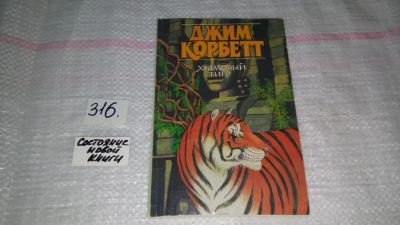 ДЖИМ
КОРБЕТТ
ХРАМОВЫЙ
ТИГР
316.
Состояние
новой
Книги